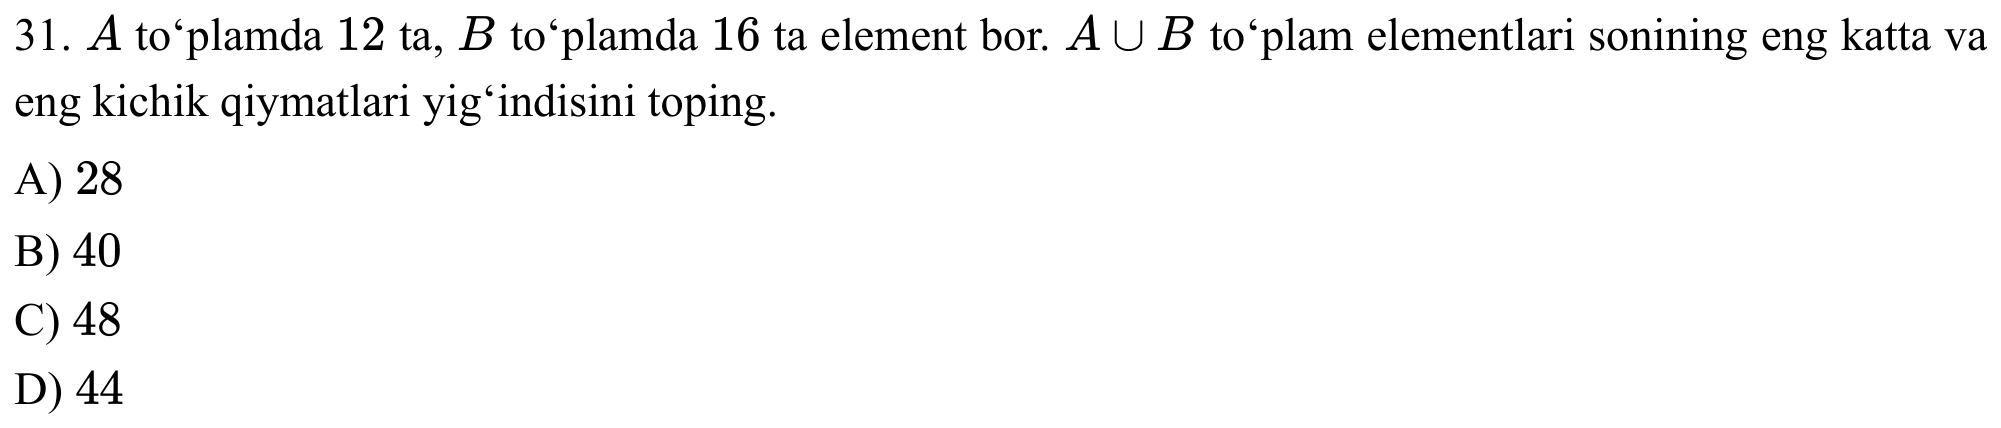 31. A to‘plamda 12 ta, B to‘plamda 16 ta element bor. A ∪ B to‘plam elementlari sonining eng katta va
eng kichik qiymatlari yig‘indisini toping.
A) 28
B) 40
C) 48
D) 44